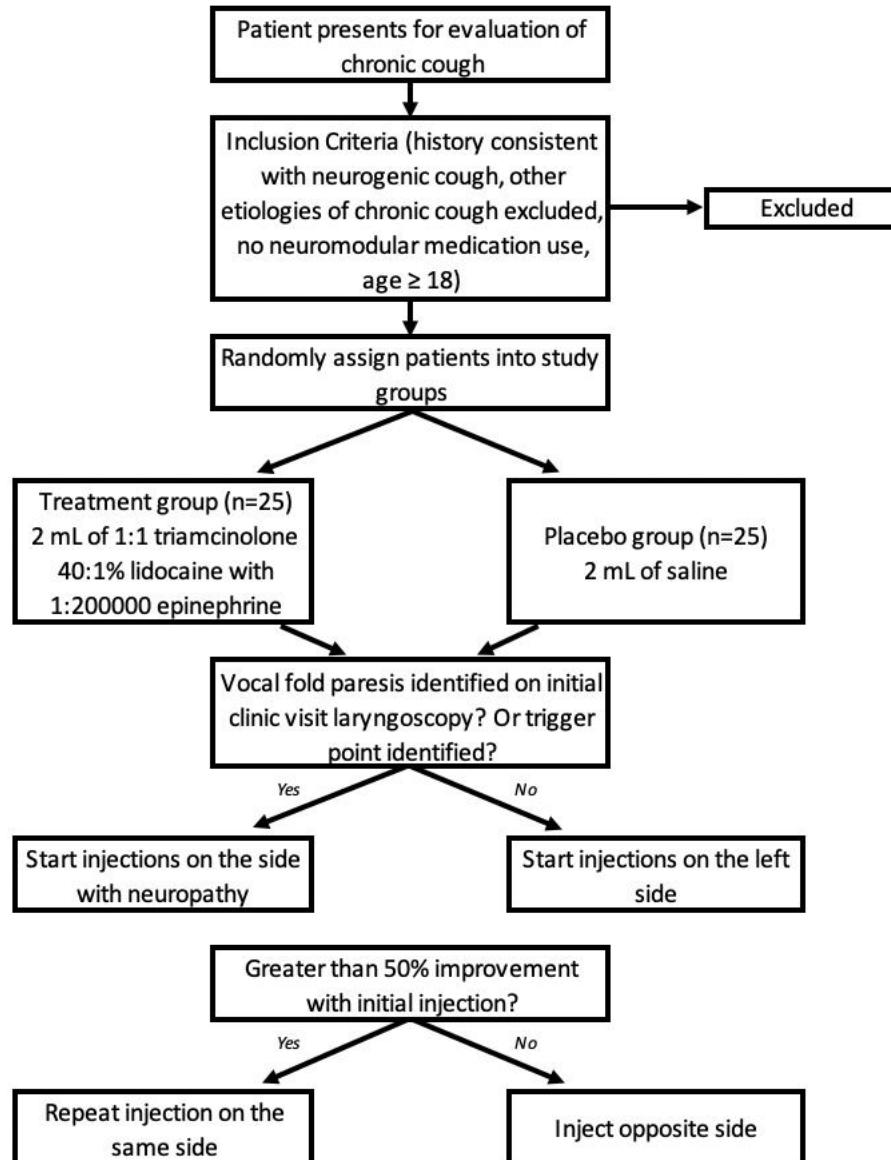 Patient presents for evaluation of
chronic cough
Inclusion Criteria (history consistent
with neurogenic cough, other
etiologies of chronic cough excluded,
no neuromodular medication use,
age ≥ 18)
Excluded
Randomly assign patients into study
groups
Treatment group (n=25)
2 mL of 1:1 triamcinolone
40:1% lidocaine with
1:200000 epinephrine
Placebo group (n=25)
2 mL of saline
Vocal fold paresis identified on initial
clinic visit laryngoscopy? Or trigger
point identified?
Yes
No
Start injections on the side
with neuropathy
Start injections on the left
side
Greater than 50% improvement
with initial injection?
Yes
No
Repeat injection on the
same side
Inject opposite side